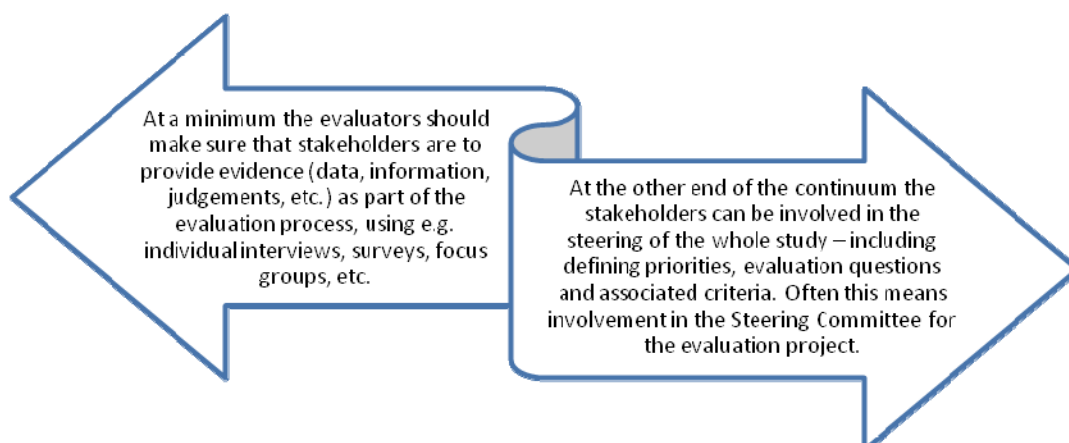 At a minimum the evaluators should
make sure that stakeholders are to
provide evidence (data, information,
judgements, etc.) as part of the
evaluation process, using e.g.
individual interviews, surveys, focus
groups, etc.
At the other end of the continuum the
stakeholders can be involved in the
steering of the whole study – including
defining priorities, evaluation questions
and associated criteria. Often this means
involvement in the Steering Committee for
the evaluation project.